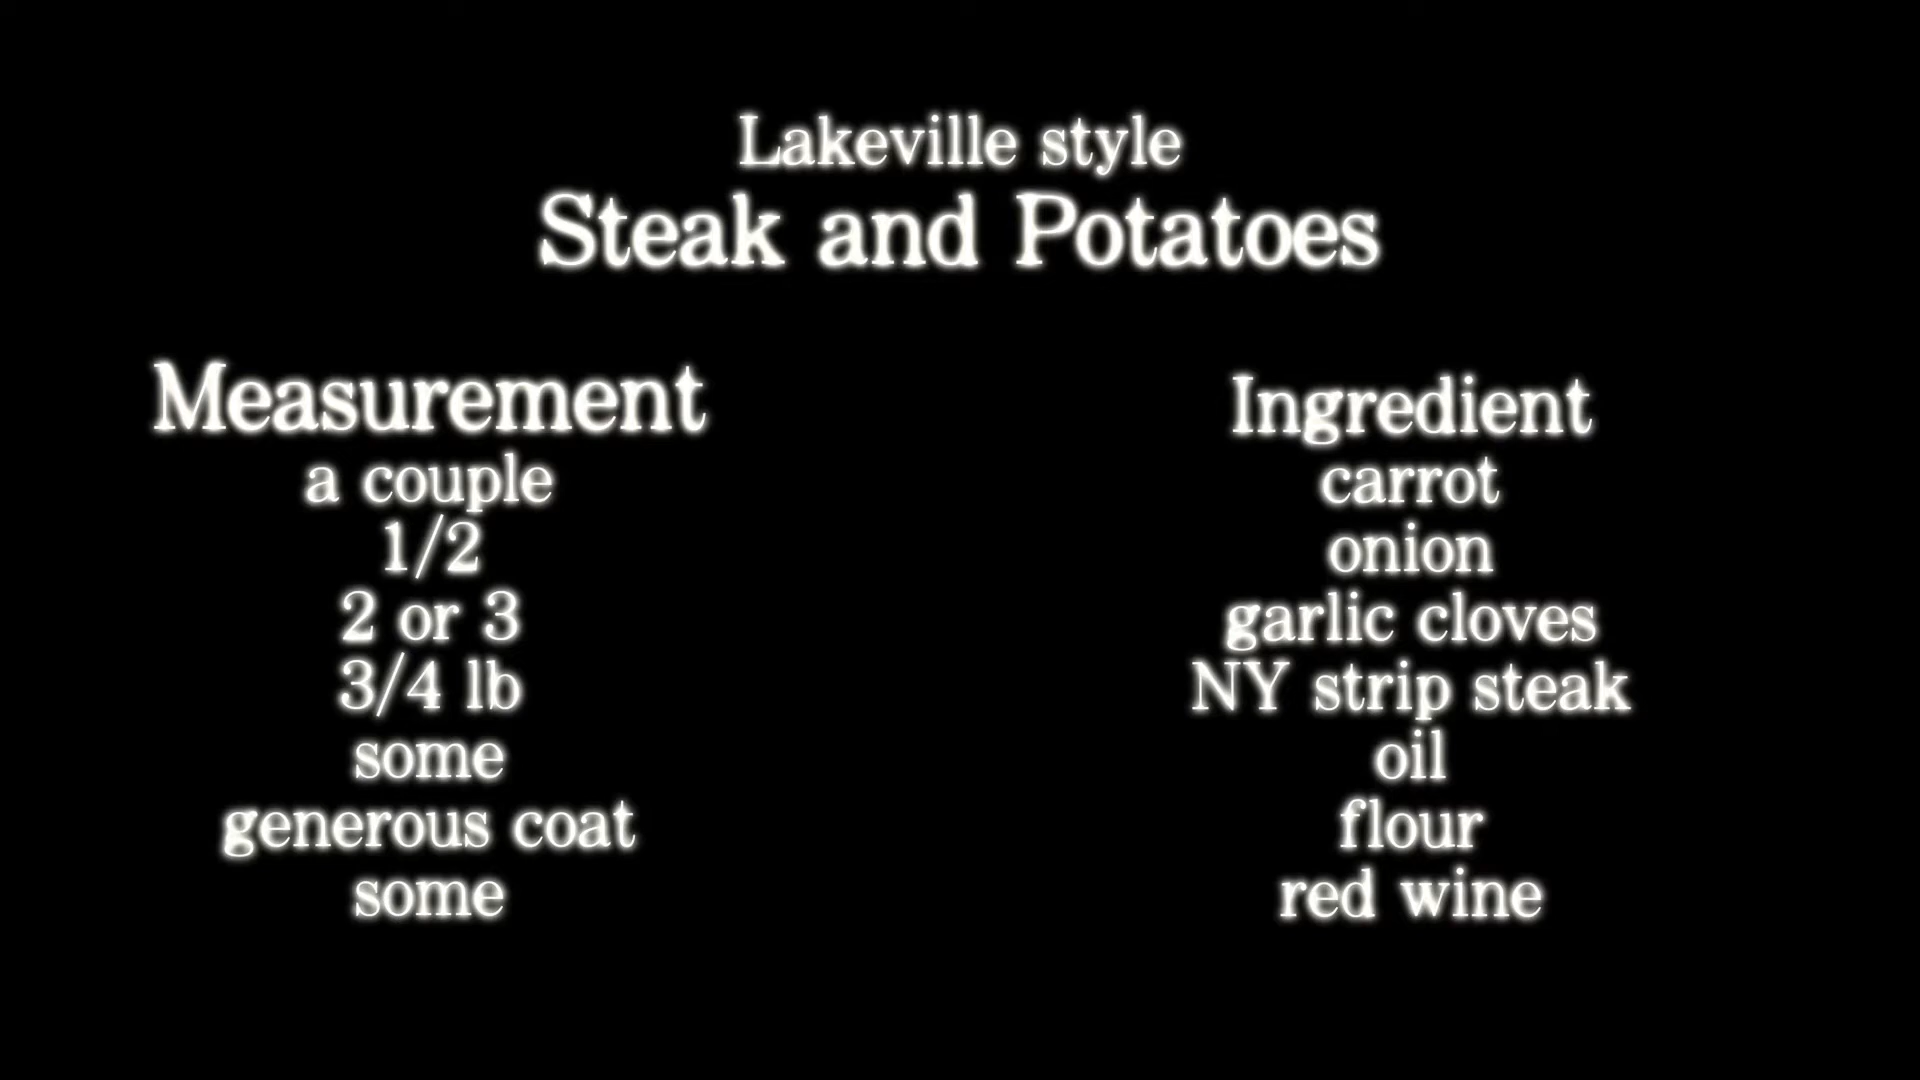 Lakeville style
Steak and Potatoes
Measurement Ingredient
a couple carrot
1/2 onion
2 or 3 garlic cloves
3/4 lb NY strip steak
some oil
generous coat flour
some red wine